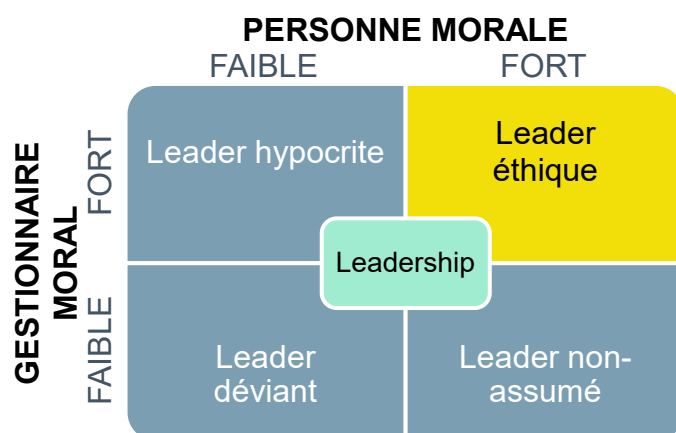 PERSONNE MORALE
FAIBLE
FORT
GESTIONNAIRE
MORAL
FORT
FAIBLE
Leader hypocrite
Leader
éthique
Leadership
Leader
déviant
Leader non-
assumé